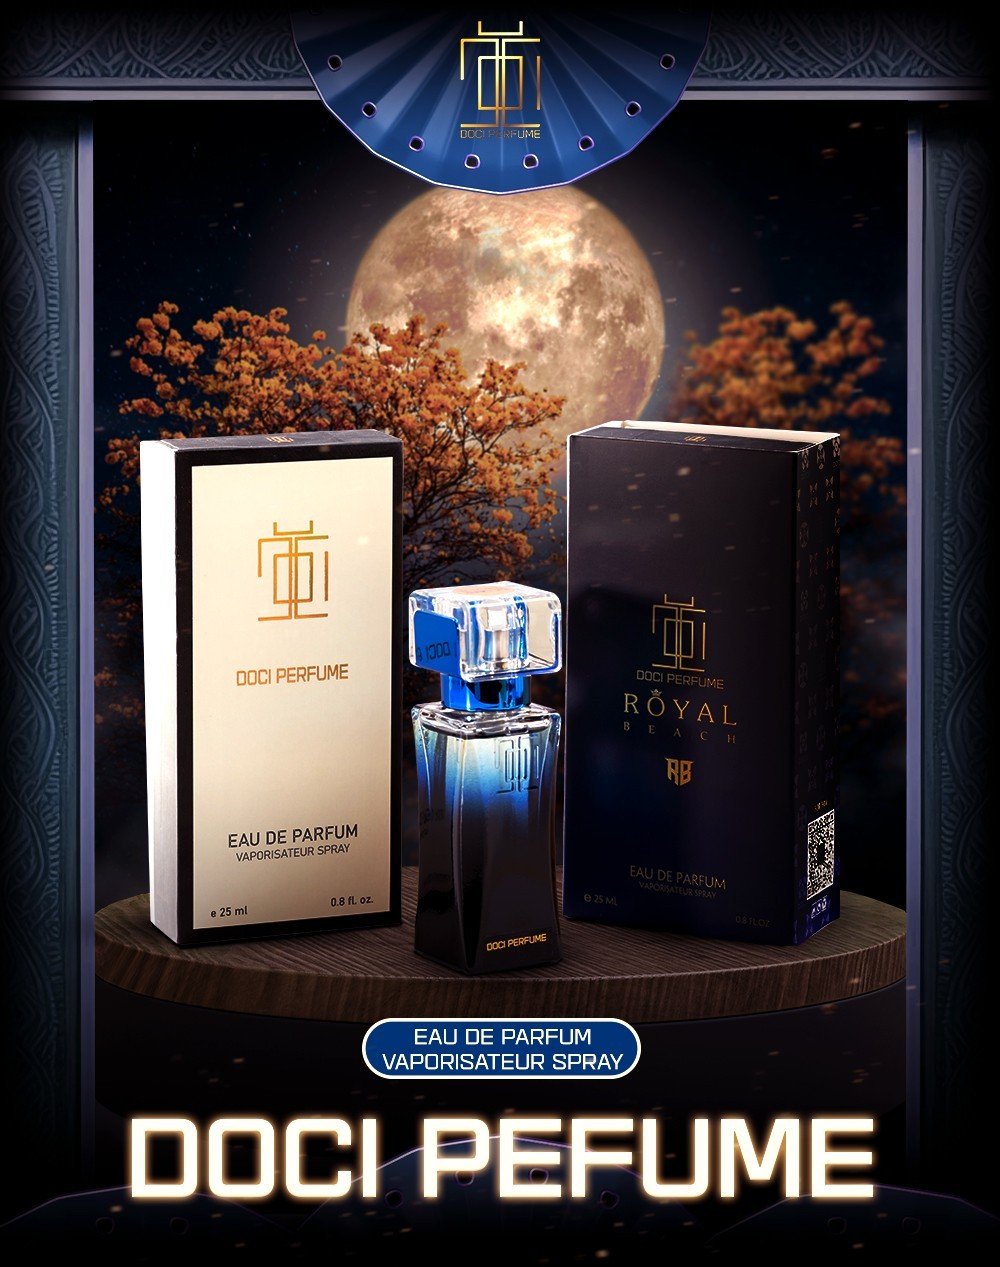 DOCI PERFUME
DOCI PERFUME
EAU DE PARFUM
VAPORISATEUR SPRAY
e 25 ml
0.8 fl. oz.
DOCI PERFUME
DOCI PERFUME
ROYAL
BEACH
RB
EAU DE PARFUM
VAPORISATEUR SPRAY
e 25 ML
0.8 fl.OZ
EAU DE PARFUM
VAPORISATEUR SPRAY
DOCI PEFUME